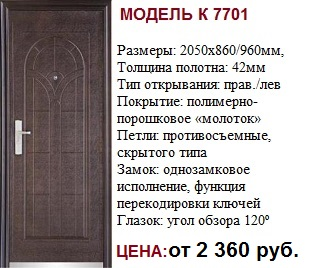 МОДЕЛЬ К 7701
Размеры: 2050х860/960мм,
Толщина полотна: 42мм
Тип открывания: прав./лев
Покрытие: полимерно-
порошковое «молоток»
Петли: противосъемные,
скрытого типа
Замок: однозамковое
исполнение, функция
перекодировки ключей
Глазок: угол обзора 120º
ЦЕНА:от 2 360 руб.